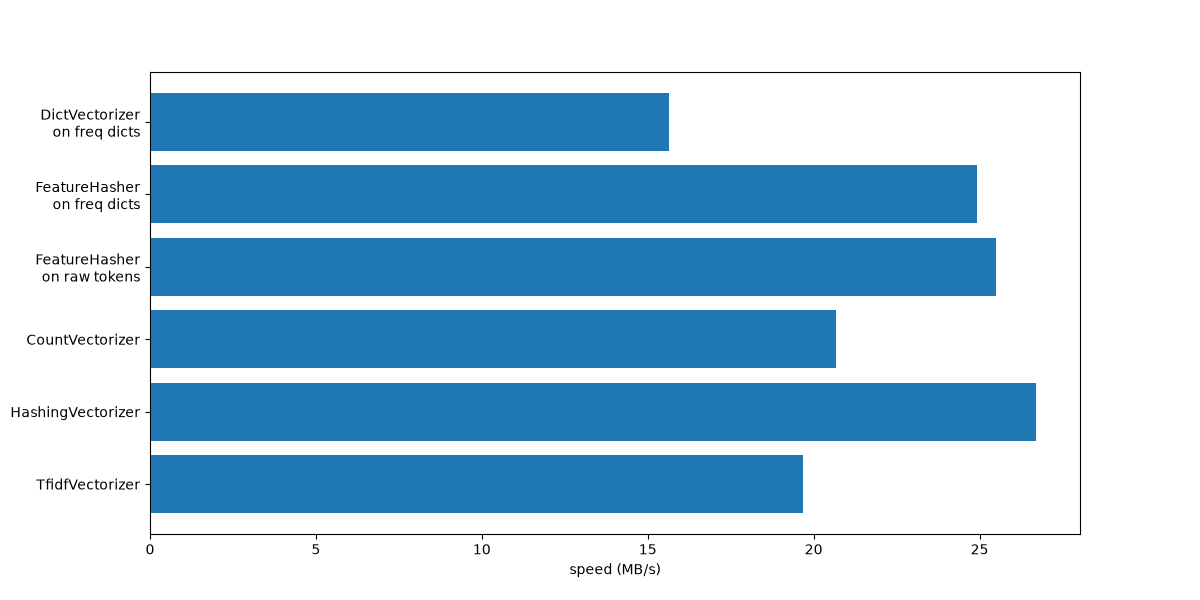 DictVectorizer
on freq dicts
FeatureHasher
on freq dicts
FeatureHasher
on raw tokens
CountVectorizer
HashingVectorizer
TfidfVectorizer
0 5 10 15 20 25
speed (MB/s)